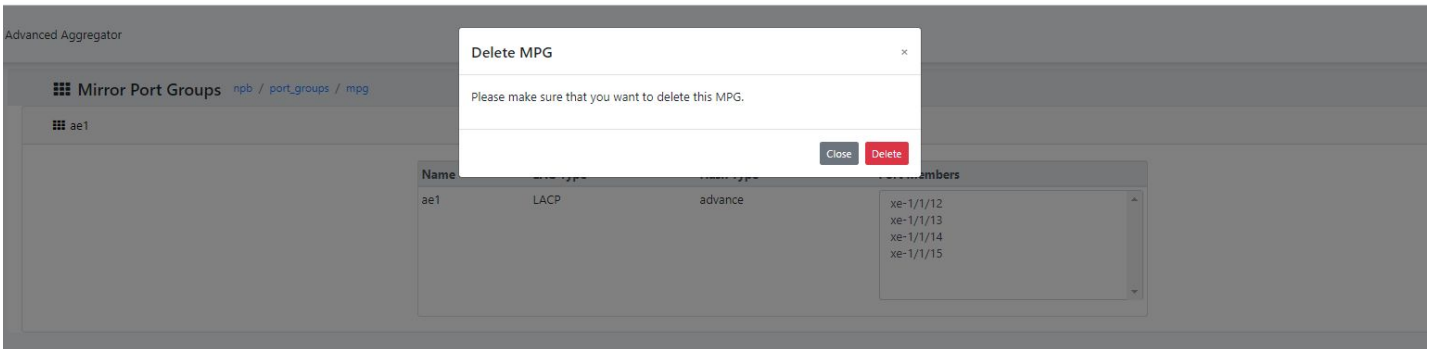 Advanced Aggregator
Delete MPG ×
Mirror Port Groups npb / port_groups / mpg
Please make sure that you want to delete this MPG.
ae1
Close Delete
Name
ae1 LACP advance
xe-1/1/12
xe-1/1/13
xe-1/1/14
xe-1/1/15